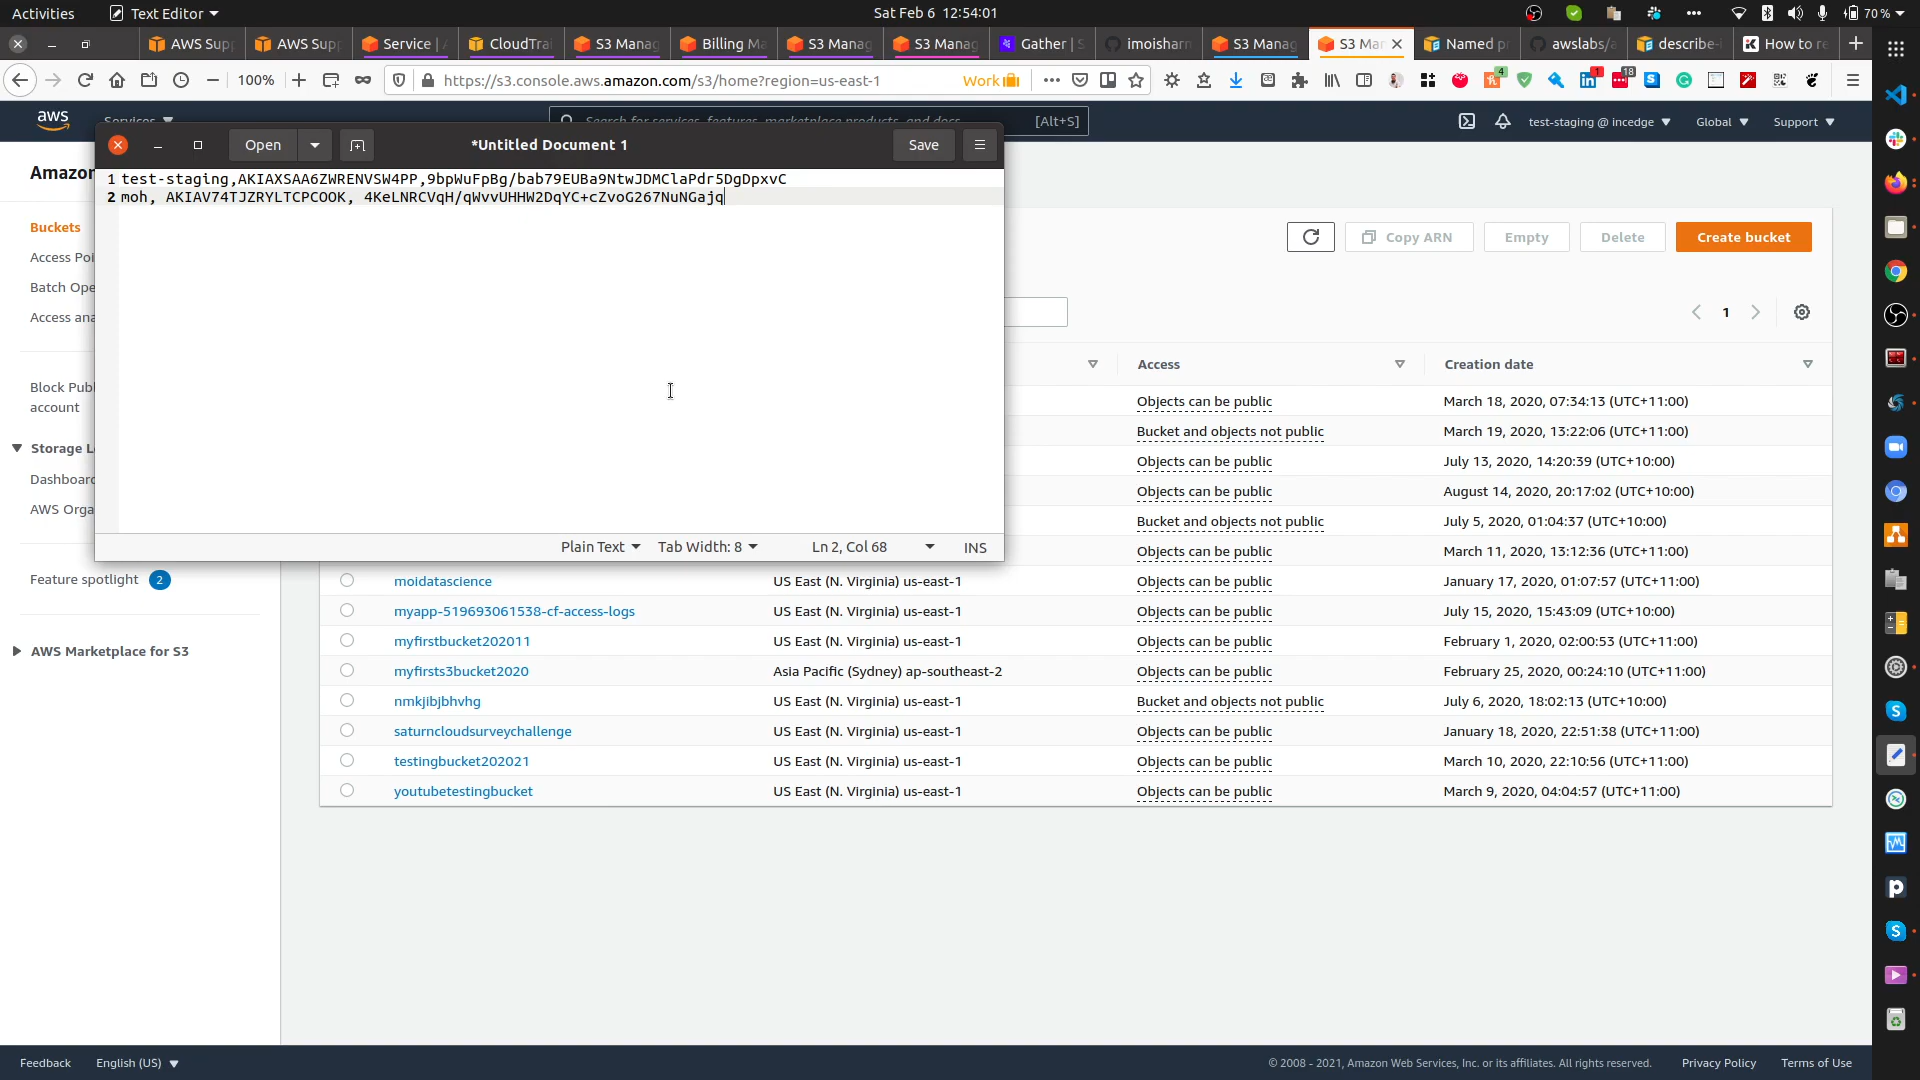 Activities
Text Editor
Sat Feb 6 12:54:01
70 %
AWS Sup
AWS Sup
Service | A
CloudTrai
S3 Manag
Billing Ma
S3 Manag
S3 Manag
Gather | S
imoisharm
S3 Manag
S3 Man
Named p
awslabs/a
describe-
How to re
100%
https://s3.console.aws.amazon.com/s3/home?region=us-east-1
Work
4
1
18
aws
Services
Search for services, features, marketplace products, and docs
[Alt+S]
test-staging @ incedge
Global
Support
Open
*Untitled Document 1
Save
1 test-staging,AKIAXSAA6ZWRENVSW4PP,9bpWuFpBg/bab79EUBa9NtwJDMClaPdr5DgDpxvC
2 moh, AKIAV74TJZRYLTCPCOOK, 4KeLNRCVqH/qWvvUHHW2DqYC+cZvoG267NuNGajq
Plain Text
Tab Width: 8
Ln 2, Col 68
INS
Amazon
Buckets
Access Poi
Batch Ope
Access ana
Block Publ
account
Storage L
Dashboard
AWS Orga
Feature spotlight 2
AWS Marketplace for S3
Copy ARN
Empty
Delete
Create bucket
1
Access
Creation date
Objects can be public March 18, 2020, 07:34:13 (UTC+11:00)
Bucket and objects not public March 19, 2020, 13:22:06 (UTC+11:00)
Objects can be public July 13, 2020, 14:20:39 (UTC+10:00)
Objects can be public August 14, 2020, 20:17:02 (UTC+10:00)
Bucket and objects not public July 5, 2020, 01:04:37 (UTC+10:00)
Objects can be public March 11, 2020, 13:12:36 (UTC+11:00)
moidatascience US East (N. Virginia) us-east-1 Objects can be public January 17, 2020, 01:07:57 (UTC+11:00)
myapp-519693061538-cf-access-logs US East (N. Virginia) us-east-1 Objects can be public July 15, 2020, 15:43:09 (UTC+10:00)
myfirstbucket202011 US East (N. Virginia) us-east-1 Objects can be public February 1, 2020, 02:00:53 (UTC+11:00)
myfirsts3bucket2020 Asia Pacific (Sydney) ap-southeast-2 Objects can be public February 25, 2020, 00:24:10 (UTC+11:00)
nmkjibjbhvhg US East (N. Virginia) us-east-1 Bucket and objects not public July 6, 2020, 18:02:13 (UTC+10:00)
saturncloudsurveychallenge US East (N. Virginia) us-east-1 Objects can be public January 18, 2020, 22:51:38 (UTC+11:00)
testingbucket202021 US East (N. Virginia) us-east-1 Objects can be public March 10, 2020, 22:10:56 (UTC+11:00)
youtubetestingbucket US East (N. Virginia) us-east-1 Objects can be public March 9, 2020, 04:04:57 (UTC+11:00)
Feedback
English (US)
© 2008 - 2021, Amazon Web Services, Inc. or its affiliates. All rights reserved.
Privacy Policy
Terms of Use